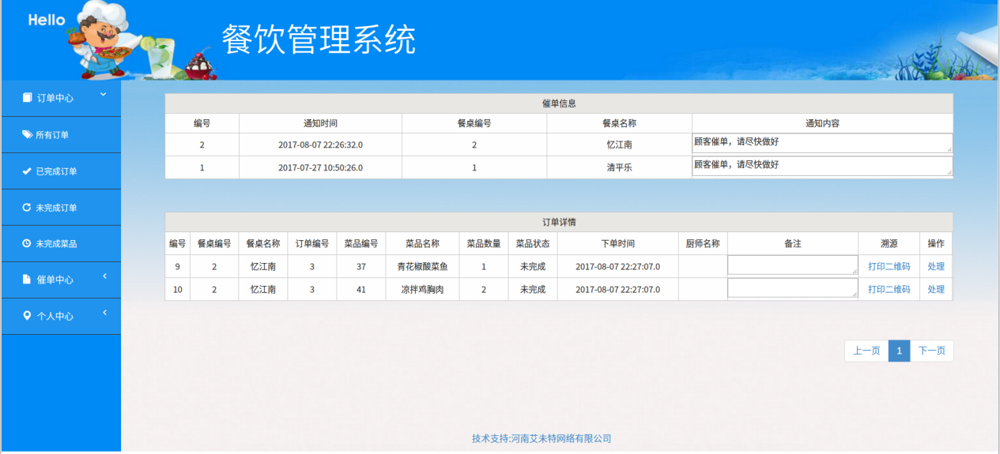 Hello
餐饮管理系统
订单中心
所有订单
已完成订单
未完成订单
未完成菜品
催单中心
个人中心
催单信息
编号 通知时间 餐桌编号 餐桌名称 通知内容
2 2017-08-07 22:26:32.0 2 忆江南 顾客催单，请尽快做好
1 2017-07-27 10:50:26.0 1 清平乐 顾客催单，请尽快做好
订单详情
编号 餐桌编号 餐桌名称 订单编号 菜品编号 菜品名称 菜品数量 菜品状态 下单时间 厨师名称 备注 溯源 操作
9 2 忆江南 3 37 青花椒酸菜鱼 1 未完成 2017-08-07 22:27:07.0 打印二维码 处理
10 2 忆江南 3 41 凉拌鸡胸肉 2 未完成 2017-08-07 22:27:07.0 打印二维码 处理
上一页 1 下一页
技术支持:河南艾未特网络有限公司